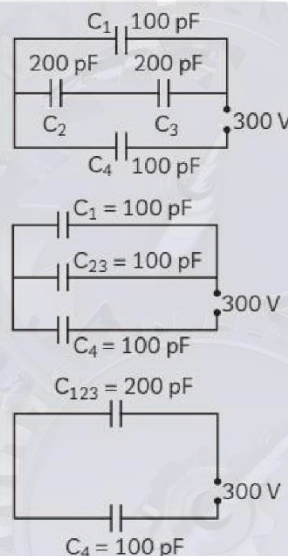 C₁ 100 pF
200 pF 200 pF
C₂ C₃ 300 V
C₄ 100 pF
C₁ = 100 pF
C₂₃ = 100 pF
300 V
C₄ = 100 pF
C₁₂₃ = 200 pF
300 V
C₄ = 100 pF